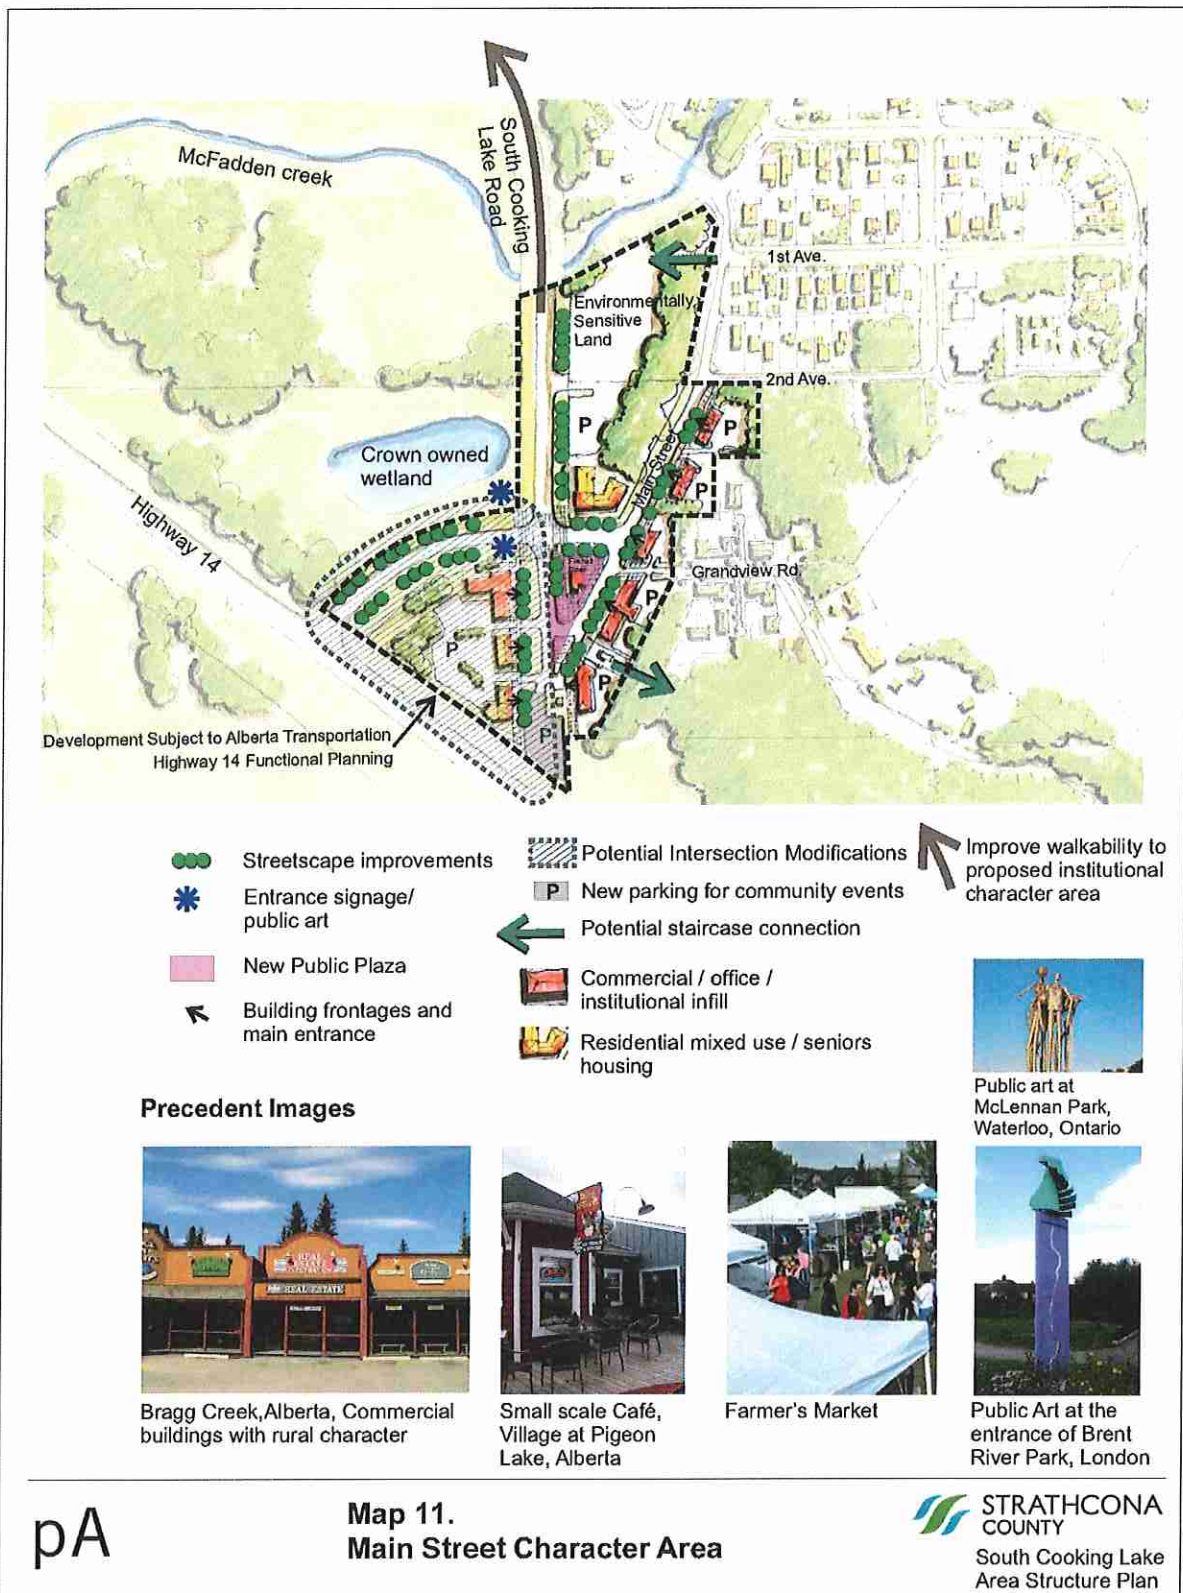 South Cooking
Lake Road
McFadden creek
1st Ave.
Environmentally
Sensitive
Land
2nd Ave.
P
P
Main Street
Crown owned
wetland
P
Highway 14
Grandview Rd.
P
P
P
P
Development Subject to Alberta Transportation
Highway 14 Functional Planning
Streetscape improvements
Entrance signage/
public art
New Public Plaza
Building frontages and
main entrance
Potential Intersection Modifications
P New parking for community events
Potential staircase connection
Commercial / office /
institutional infill
Residential mixed use / seniors
housing
Improve walkability to
proposed institutional
character area
Public art at
McLennan Park,
Waterloo, Ontario
Precedent Images
REAL ESTATE
Bragg Creek,Alberta, Commercial
buildings with rural character
Small scale Café,
Village at Pigeon
Lake, Alberta
Farmer's Market
Public Art at the
entrance of Brent
River Park, London
pA
Map 11.
Main Street Character Area
STRATHCONA
COUNTY
South Cooking Lake
Area Structure Plan